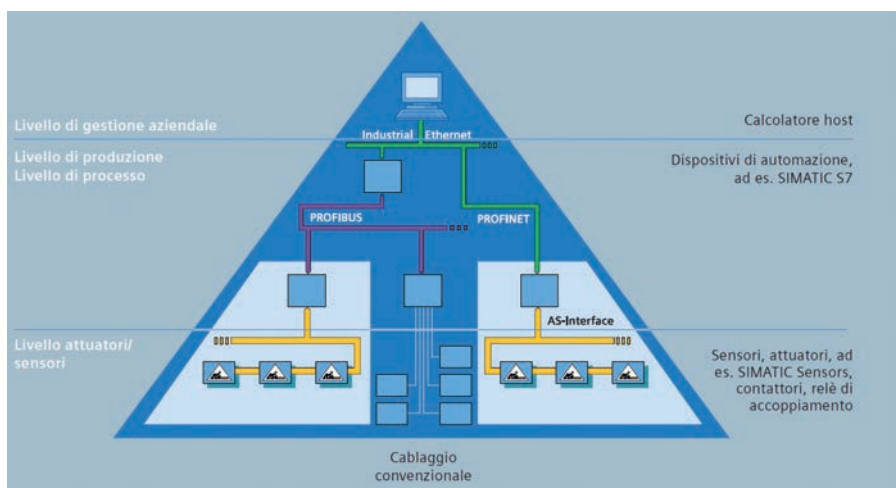 Livello di gestione aziendale
Industrial Ethernet
Calcolatore host
Livello di produzione
Livello di processo
Dispositivi di automazione,
ad es. SIMATIC S7
PROFIBUS
PROFINET
AS-Interface
Livello attuatori/
sensori
Sensori, attuatori, ad
es. SIMATIC Sensors,
contattori, relè di
accoppiamento
Cablaggio
convenzionale